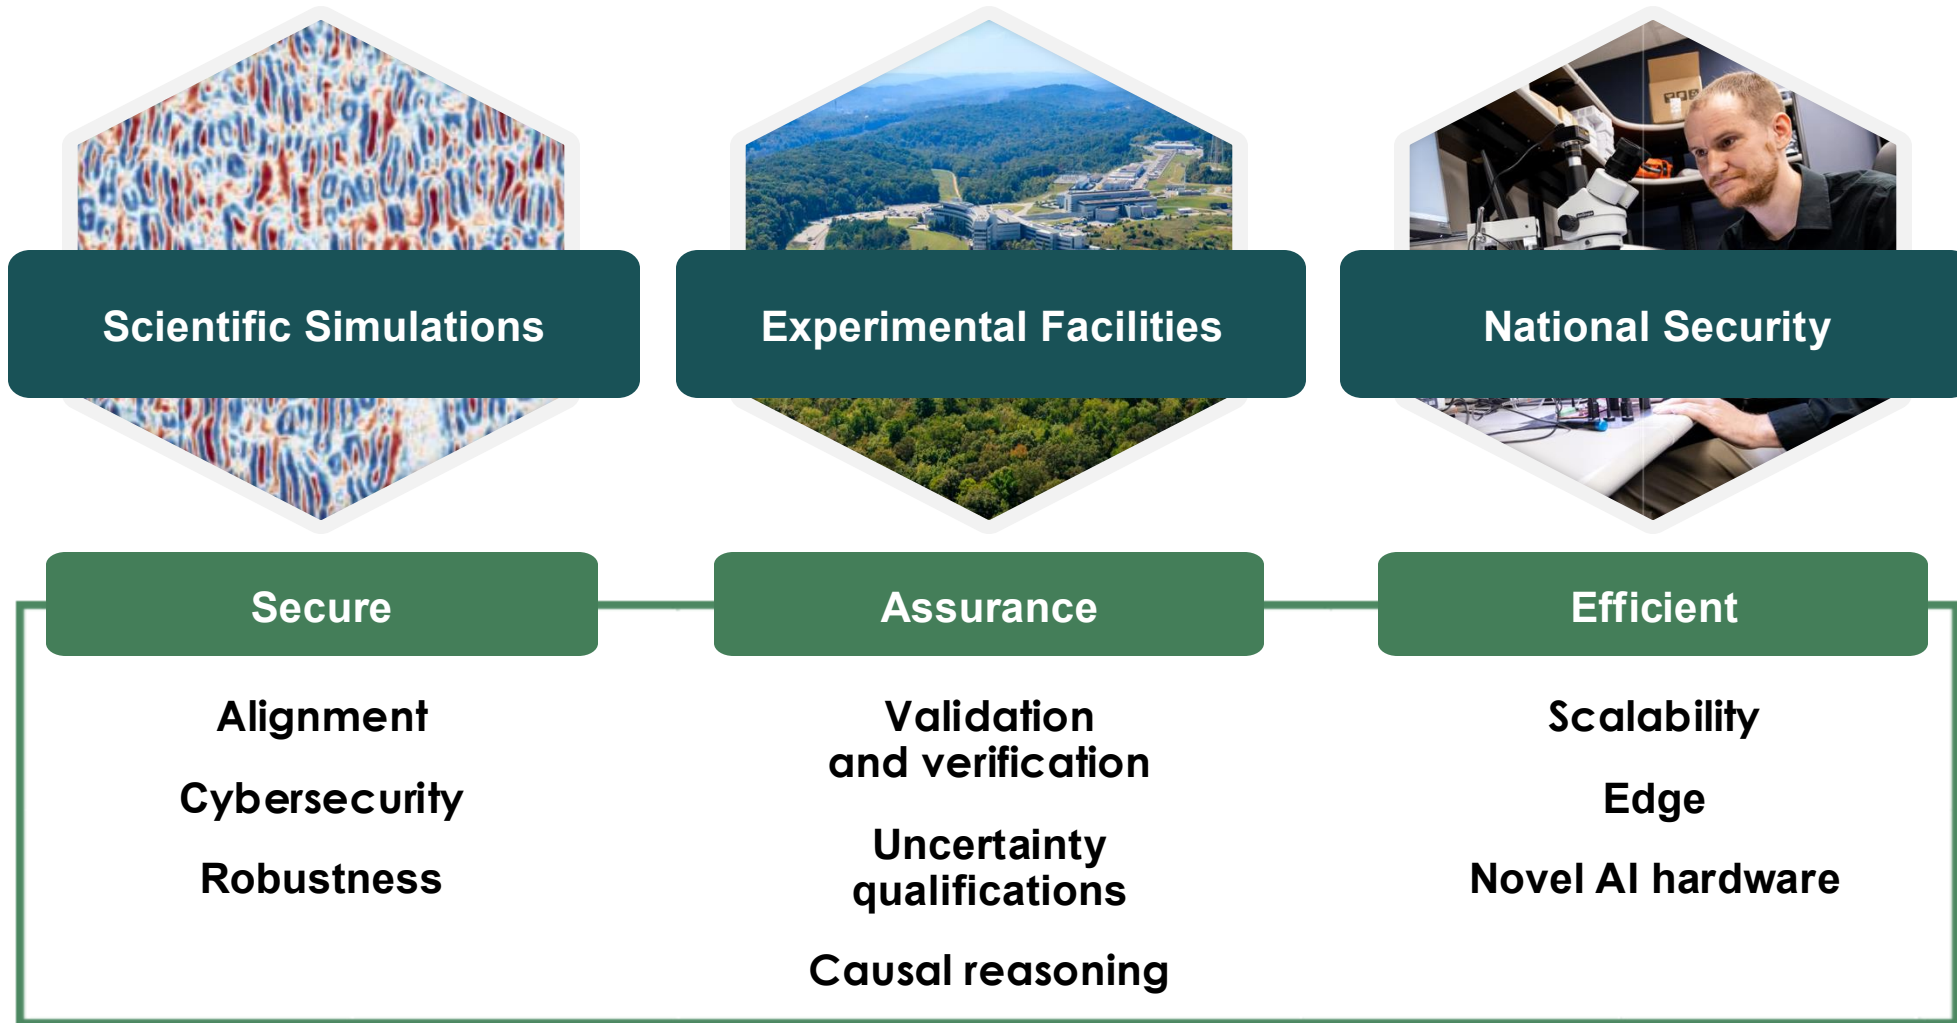 Scientific Simulations
Experimental Facilities
National Security
Secure
Assurance
Efficient
Alignment
Cybersecurity
Robustness
Validation
and verification
Uncertainty
qualifications
Causal reasoning
Scalability
Edge
Novel AI hardware